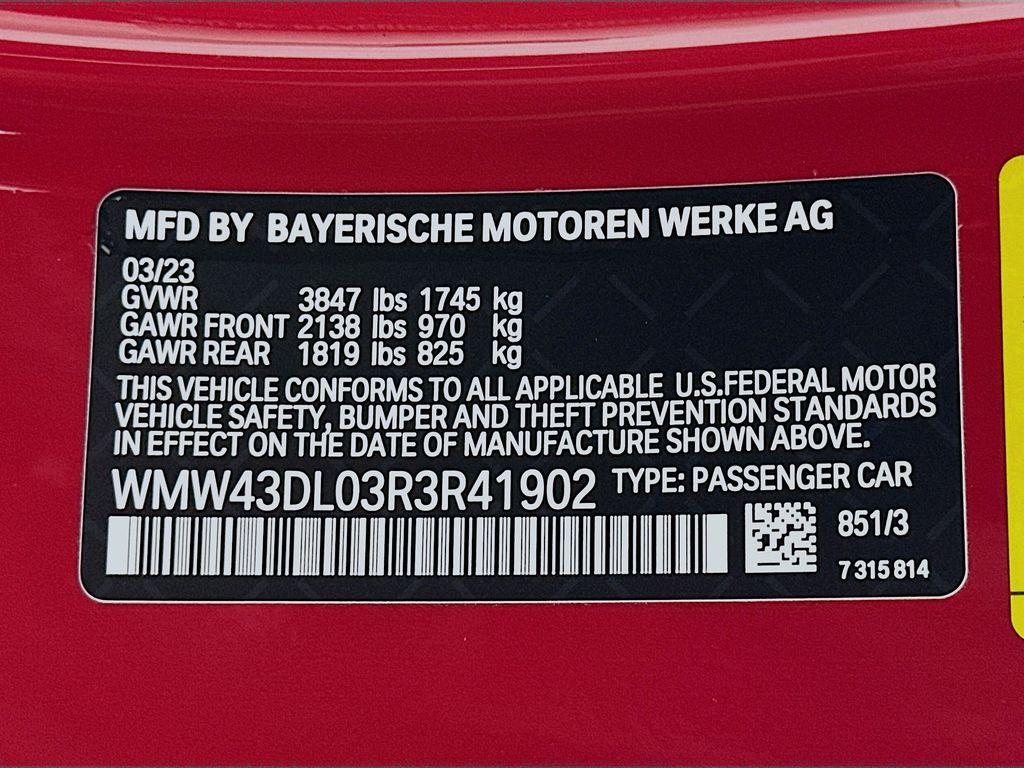 MFD BY BAYERISCHE MOTOREN WERKE AG
03/23
GVWR 3847 lbs 1745 kg
GAWR FRONT 2138 lbs 970 kg
GAWR REAR 1819 lbs 825 kg
THIS VEHICLE CONFORMS TO ALL APPLICABLE U.S.FEDERAL MOTOR
VEHICLE SAFETY, BUMPER AND THEFT PREVENTION STANDARDS
IN EFFECT ON THE DATE OF MANUFACTURE SHOWN ABOVE.
WMW43DL03R3R41902 TYPE: PASSENGER CAR
851/3
7 315 814